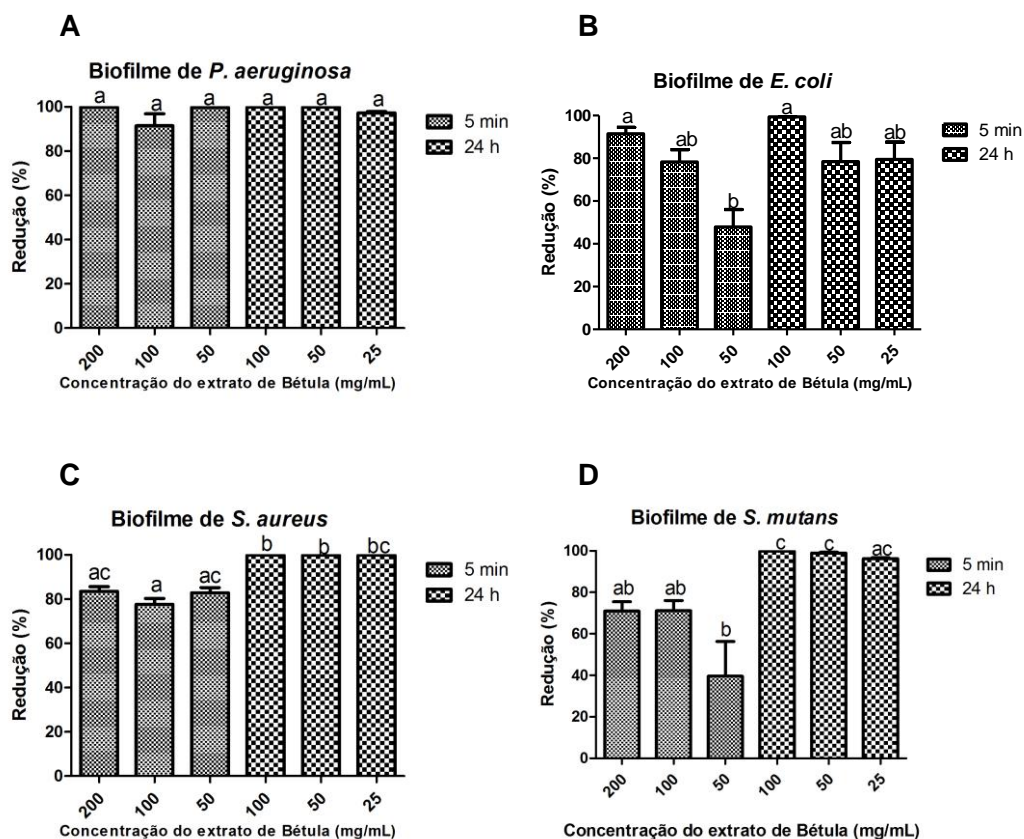 A
Biofilme de P. aeruginosa
a a a a a a
100
80
60
40
20
0
Redução (%)
200 100 50 100 50 25
Concentração do extrato de Bétula (mg/mL)
5 min
24 h
B
Biofilme de E. coli
a ab b a ab ab
100
80
60
40
20
0
Redução (%)
200 100 50 100 50 25
Concentração do extrato de Bétula (mg/mL)
5 min
24 h
C
Biofilme de S. aureus
ac a ac b b bc
100
80
60
40
20
0
Redução (%)
200 100 50 100 50 25
Concentração do extrato de Bétula (mg/mL)
5 min
24 h
D
Biofilme de S. mutans
ab ab b c c ac
100
80
60
40
20
0
Redução (%)
200 100 50 100 50 25
Concentração do extrato de Bétula (mg/mL)
5 min
24 h